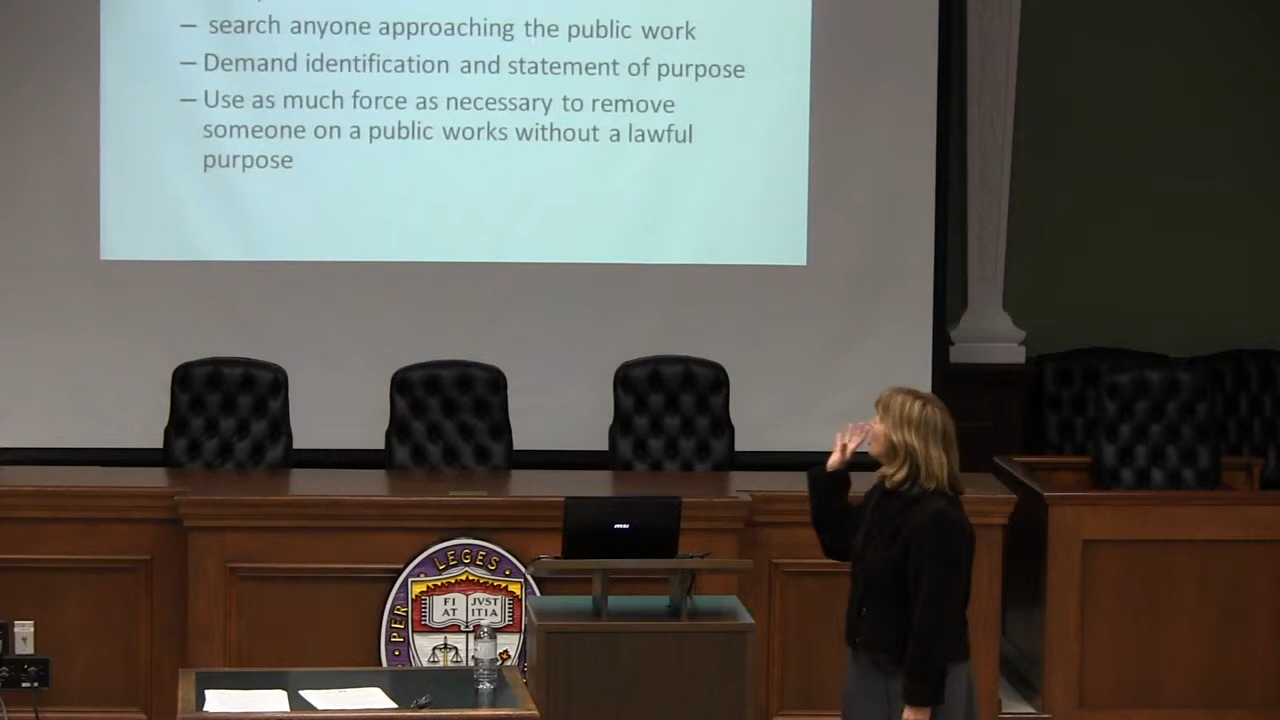 – search anyone approaching the public work
– Demand identification and statement of purpose
– Use as much force as necessary to remove
someone on a public works without a lawful
purpose
msi
PER LEGES
FI JVST
AT ITIA